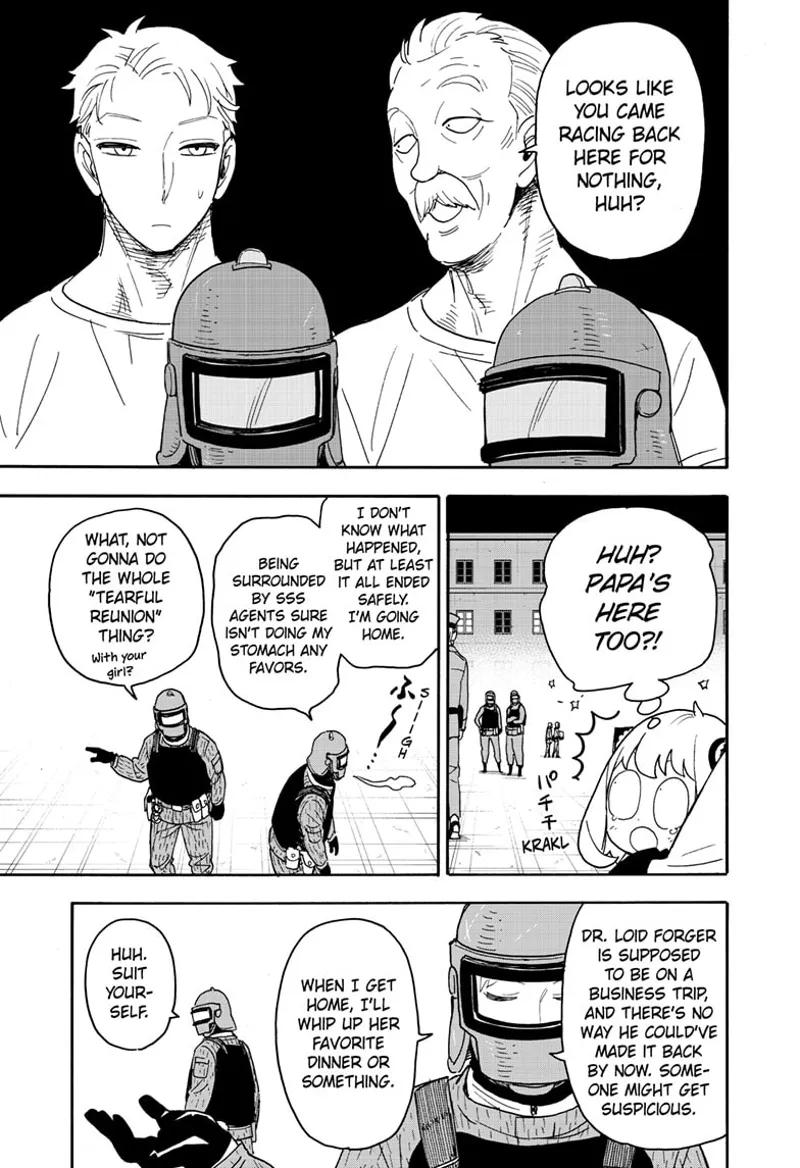 LOOKS LIKE
YOU CAME
RACING BACK
HERE FOR
NOTHING,
HUH?
HUH?
PAPA'S
HERE
TOO?!
パチチ
KRAKL
I DON'T
KNOW WHAT
HAPPENED,
BUT AT LEAST
IT ALL ENDED
SAFELY.
I'M GOING
HOME.
BEING
SURROUNDED
BY SSS
AGENTS SURE
ISN'T DOING MY
STOMACH ANY
FAVORS.
ふぅ〜
SIIIGH
WHAT, NOT
GONNA DO
THE WHOLE
"TEARFUL
REUNION"
THING?
With your
girl?
DR. LOID FORGER
IS SUPPOSED
TO BE ON A
BUSINESS TRIP,
AND THERE'S NO
WAY HE COULD'VE
MADE IT BACK
BY NOW. SOME-
ONE MIGHT GET
SUSPICIOUS.
WHEN I GET
HOME, I'LL
WHIP UP HER
FAVORITE
DINNER OR
SOMETHING.
HUH.
SUIT
YOUR-
SELF.